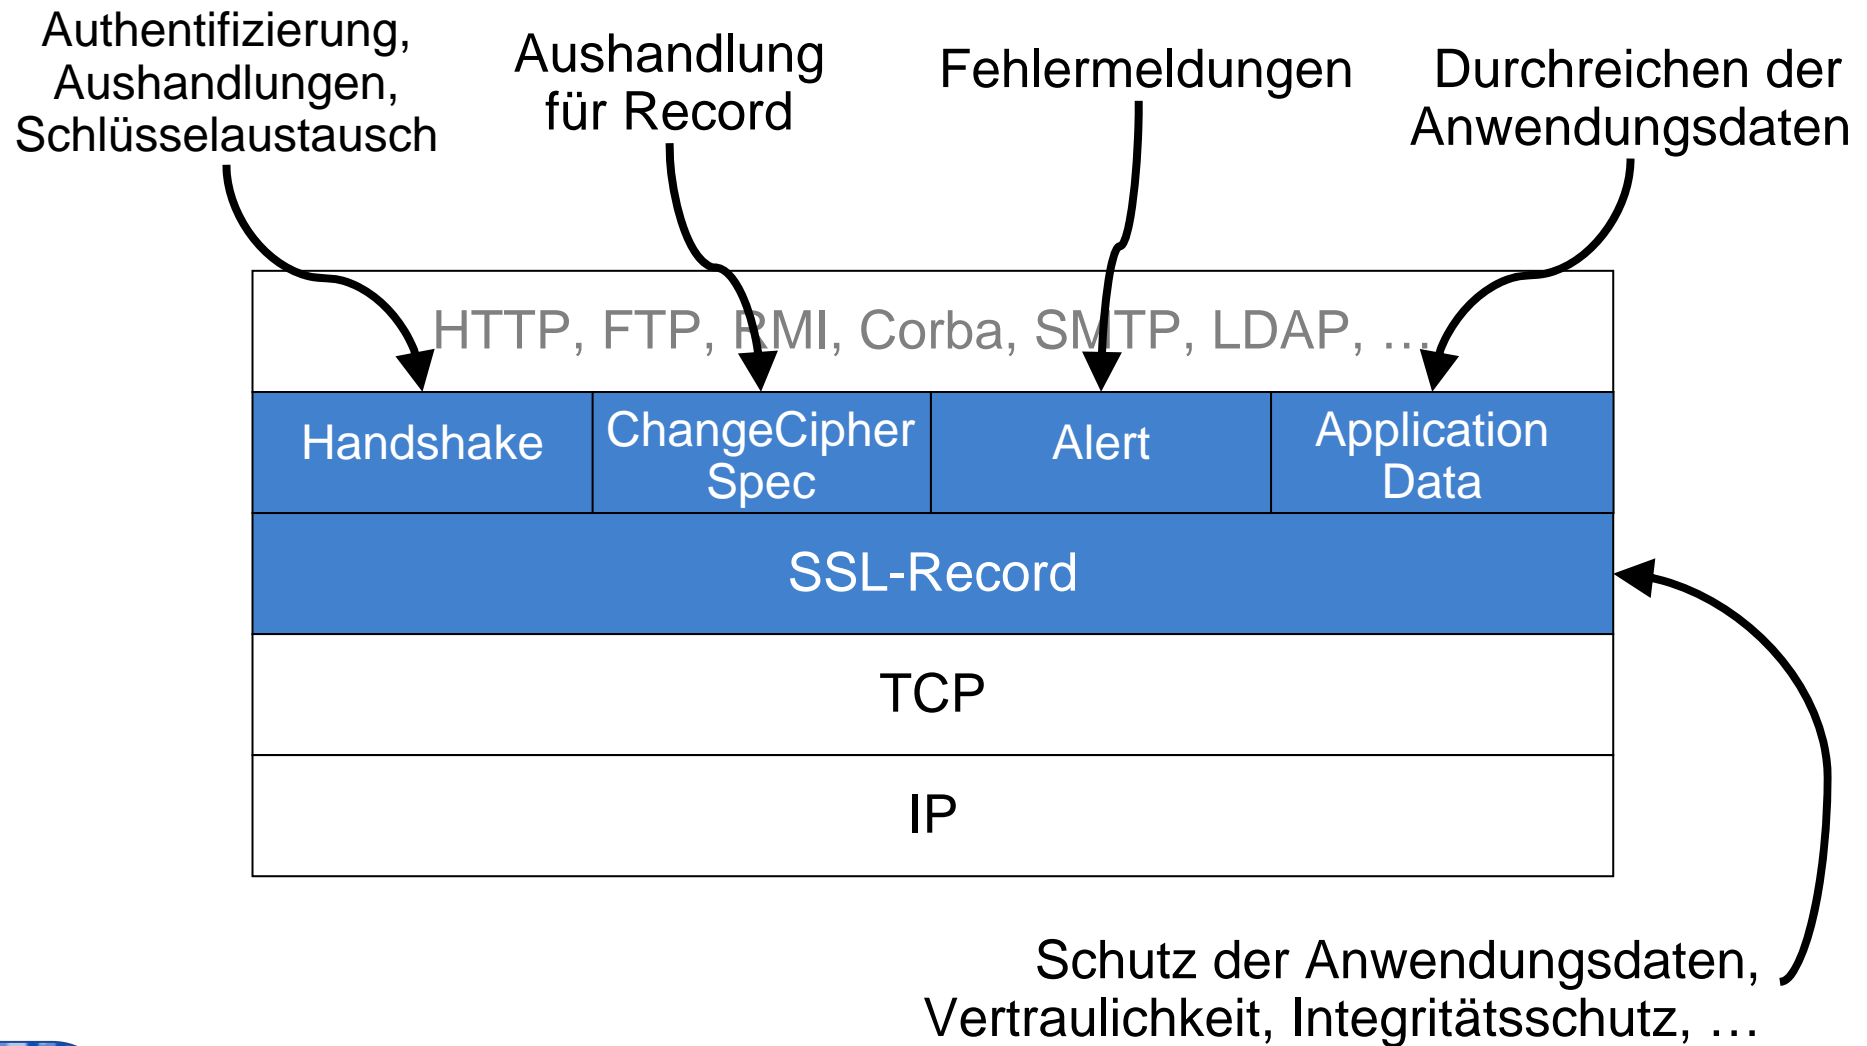 Authentifizierung,
Aushandlungen,
Schlüsselaustausch
Aushandlung
für Record
Fehlermeldungen
Durchreichen der
Anwendungsdaten
HTTP, FTP, RMI, Corba, SMTP, LDAP, …
Handshake
ChangeCipher
Spec
Alert
Application
Data
SSL-Record
TCP
IP
Schutz der Anwendungsdaten,
Vertraulichkeit, Integritätsschutz, …